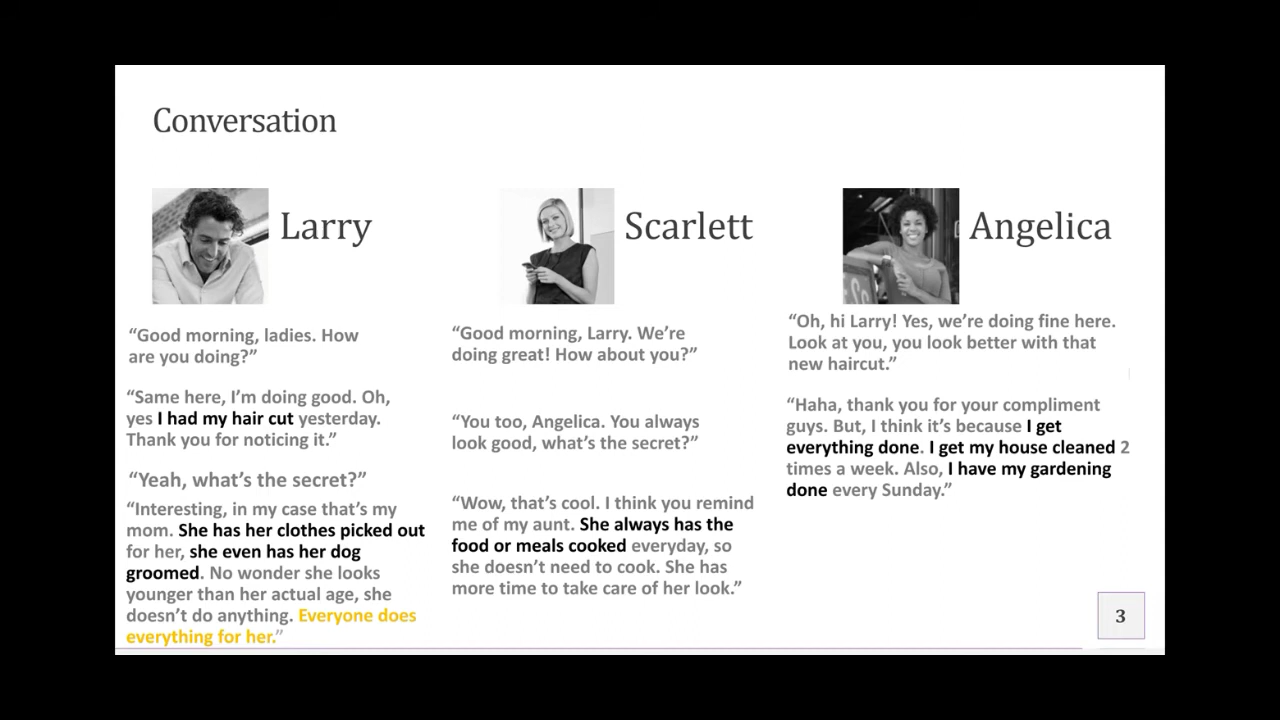 Conversation
Larry
Scarlett
Angelica
“Good morning, ladies. How
are you doing?”
“Same here, I’m doing good. Oh,
yes I had my hair cut yesterday.
Thank you for noticing it.”
“Yeah, what’s the secret?”
“Interesting, in my case that’s my
mom. She has her clothes picked out
for her, she even has her dog
groomed. No wonder she looks
younger than her actual age, she
doesn’t do anything. Everyone does
everything for her.”
“Good morning, Larry. We’re
doing great! How about you?”
“You too, Angelica. You always
look good, what’s the secret?”
“Wow, that’s cool. I think you remind
me of my aunt. She always has the
food or meals cooked everyday, so
she doesn’t need to cook. She has
more time to take care of her look.”
“Oh, hi Larry! Yes, we’re doing fine here.
Look at you, you look better with that
new haircut.”
“Haha, thank you for your compliment
guys. But, I think it’s because I get
everything done. I get my house cleaned 2
times a week. Also, I have my gardening
done every Sunday.”
3